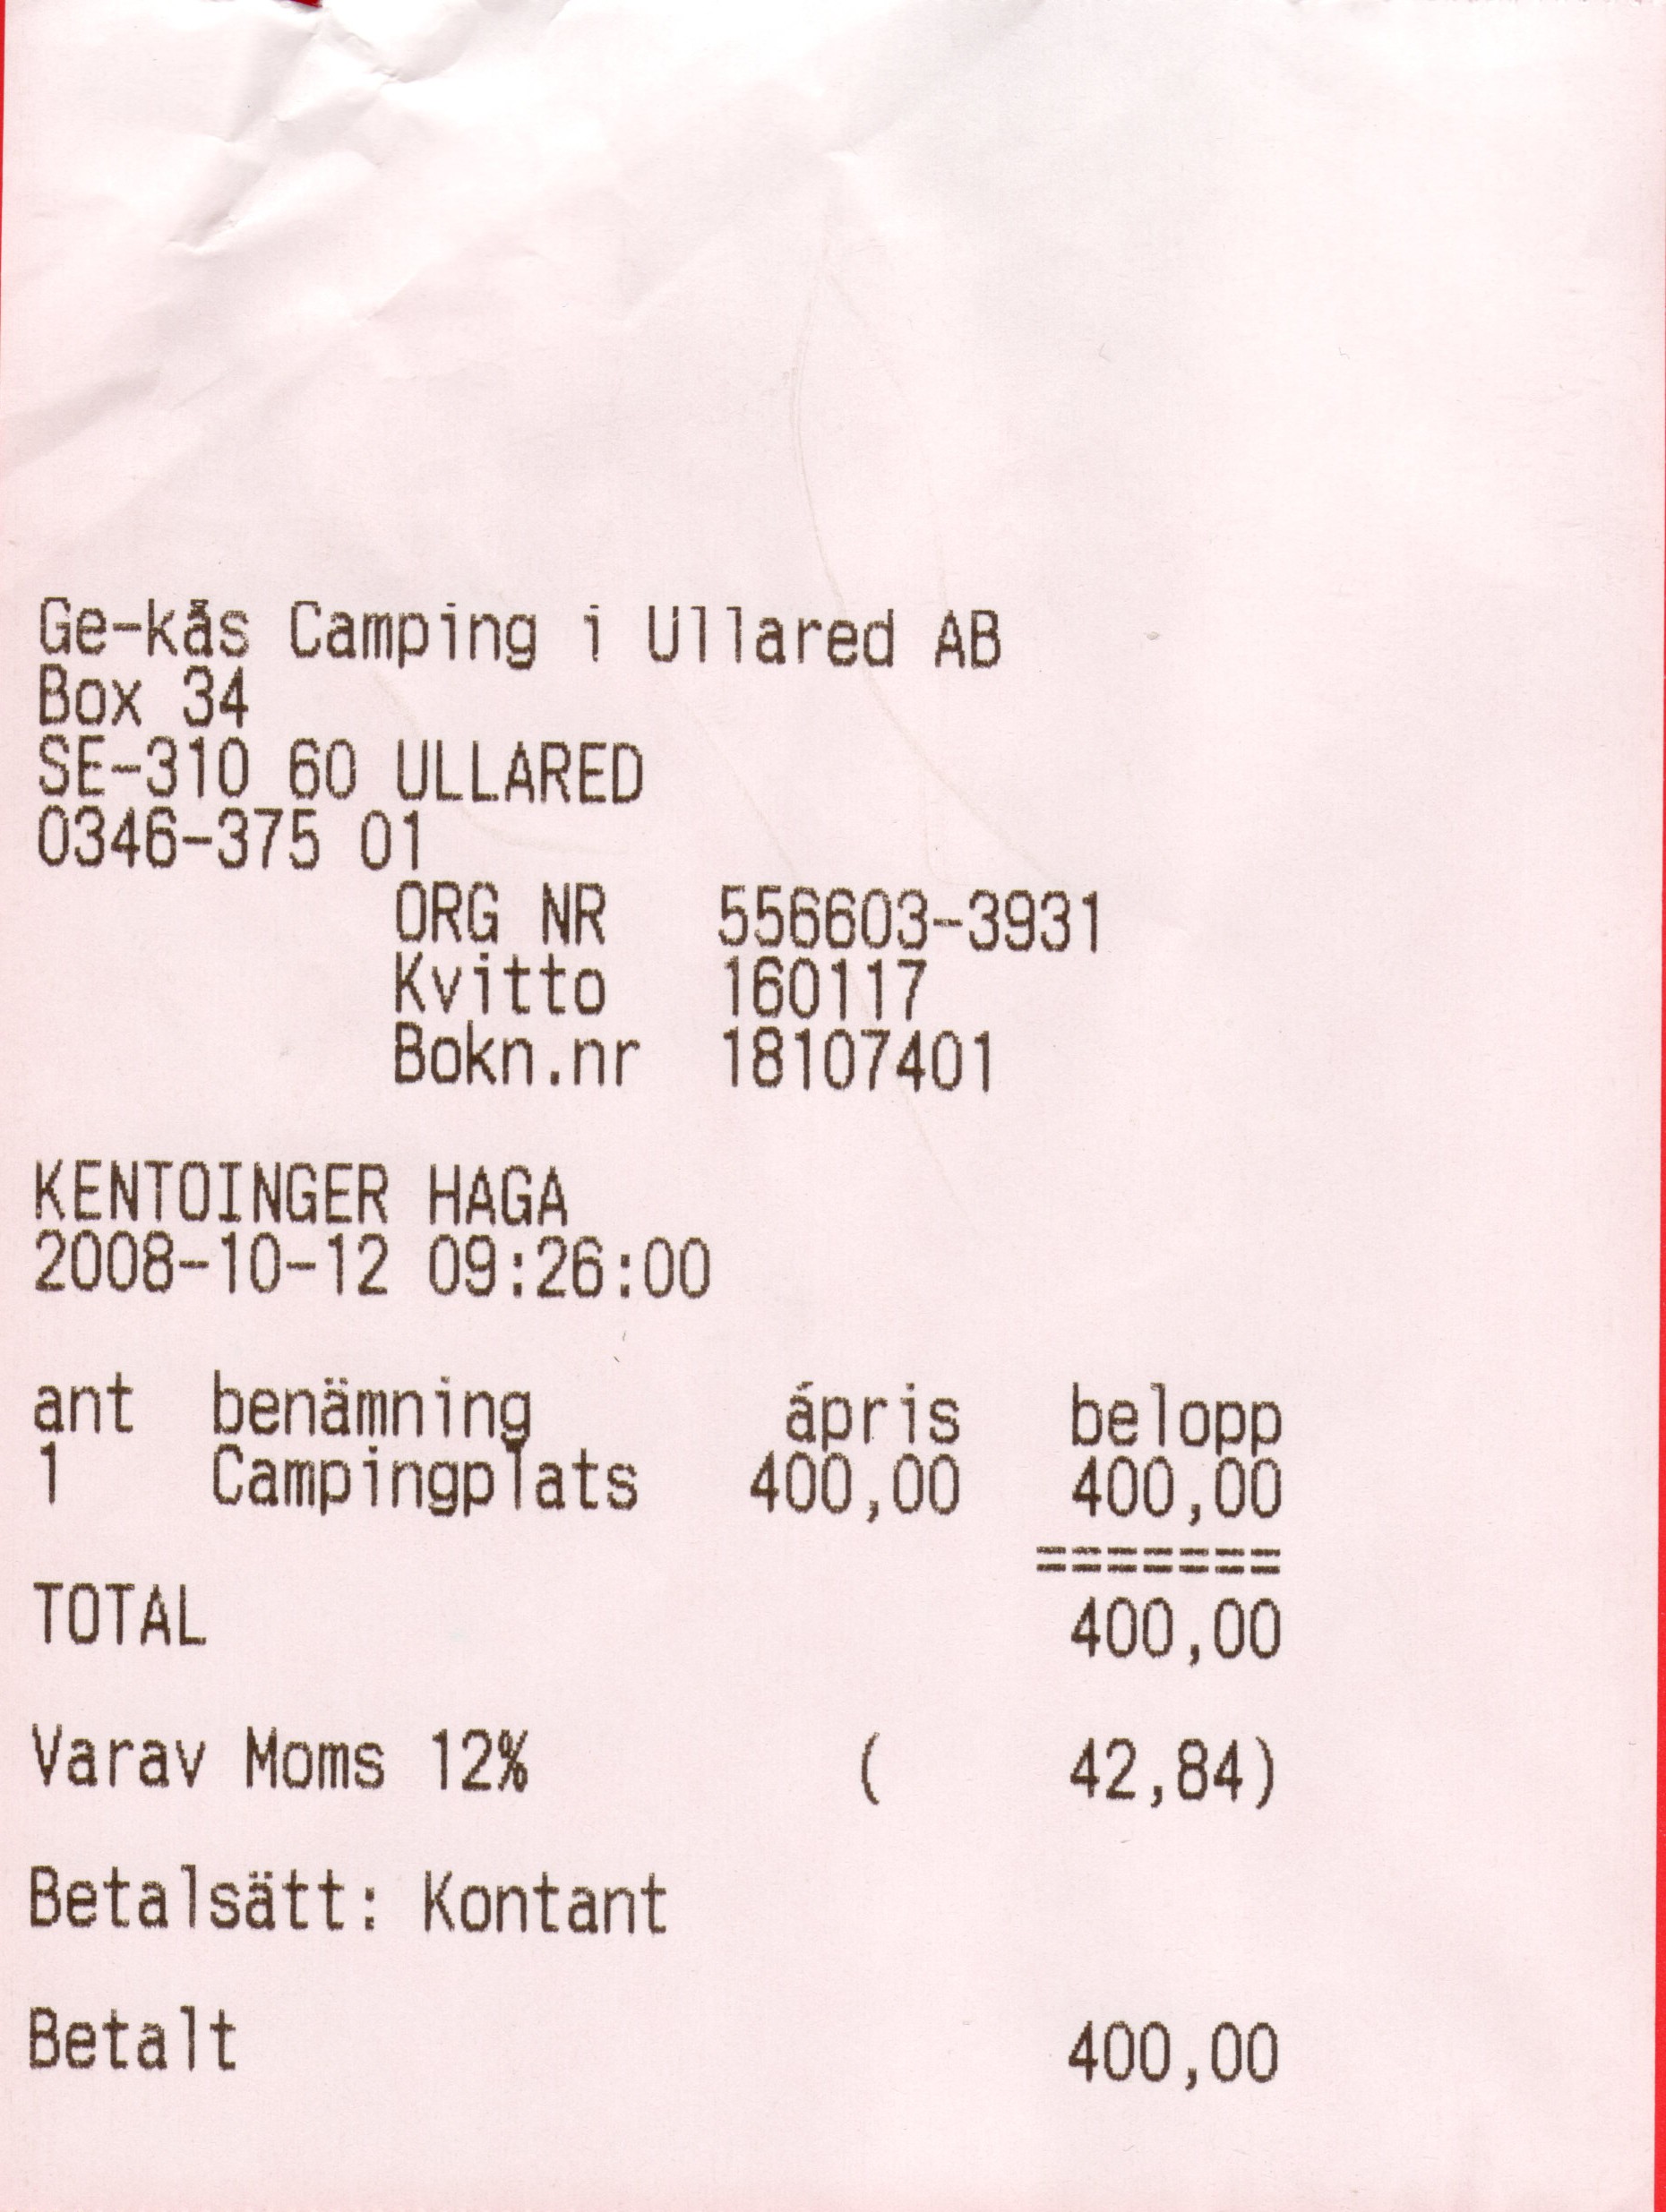 Ge-kås Camping i Ullared AB
Box 34
SE-310 60 ULLARED
0346-375 01
ORG NR 556603-3931
Kvitto 160117
Bokn.nr 18107401
KENTOINGER HAGA
2008-10-12 09:26:00
ant benämning ápris belopp
1 Campingplats 400,00 400,00
=======
TOTAL 400,00
Varav Moms 12% ( 42,84)
Betalsätt: Kontant
Betalt 400,00